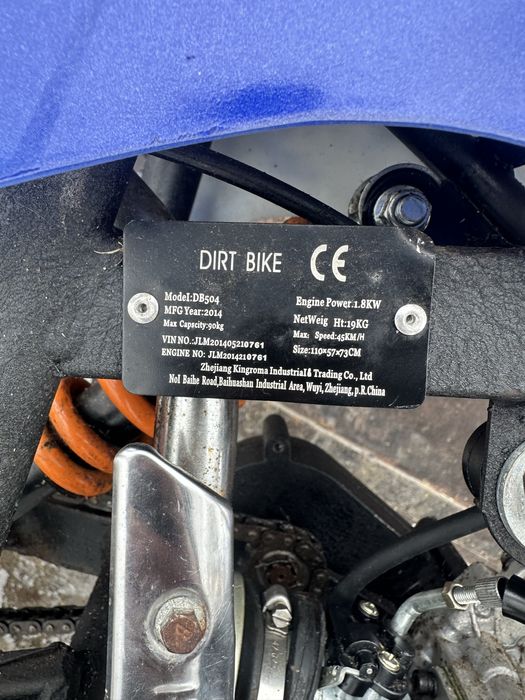 DIRT BIKE CE
Model:DB504
MFG Year:2014
Max Capacity:90kg
VIN NO.:JLM201405210761
ENGINE NO: JLM2014210761
Engine Power:1.8KW
NetWeig Ht:19KG
Max: Speed:45KM/H
Size:110×57×73CM
Zhejiang Kingroma Industrial& Trading Co., Ltd
No1 Baihe Road,Baihuashan Industrial Area, Wuyi, Zhejiang, p.R.China